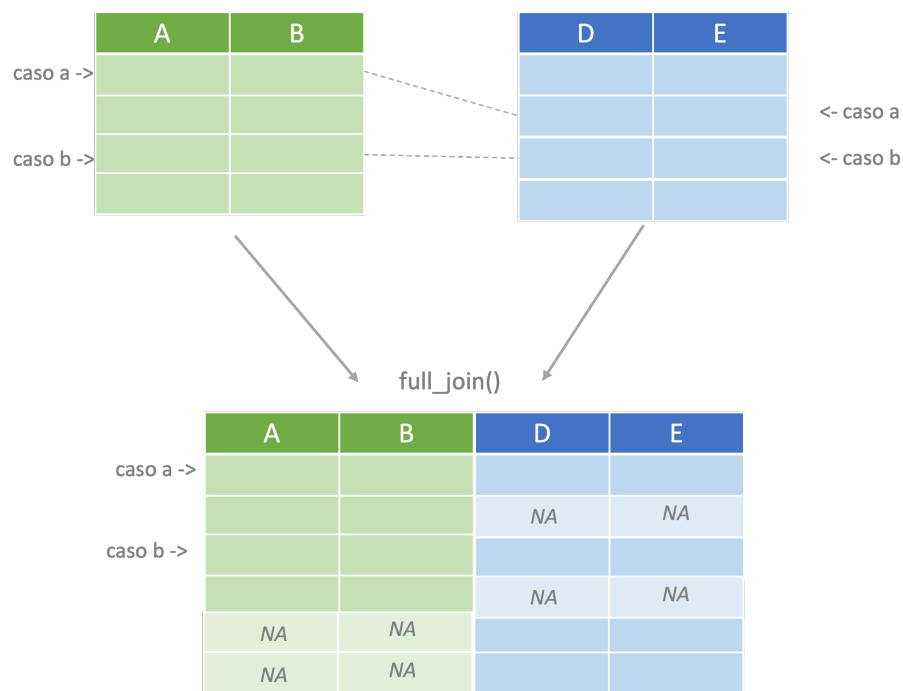 A B D E
caso a ->
<- caso a
caso b ->
<- caso b
full_join()
A B D E
caso a ->
NA NA
caso b ->
NA NA
NA NA
NA NA